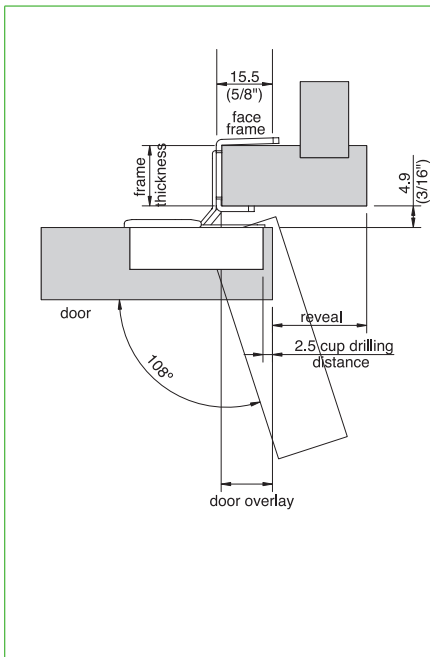 15.5
(5/8")
face
frame
frame
thickness
4.9
(3/16")
door
reveal
2.5 cup drilling
distance
108°
door overlay